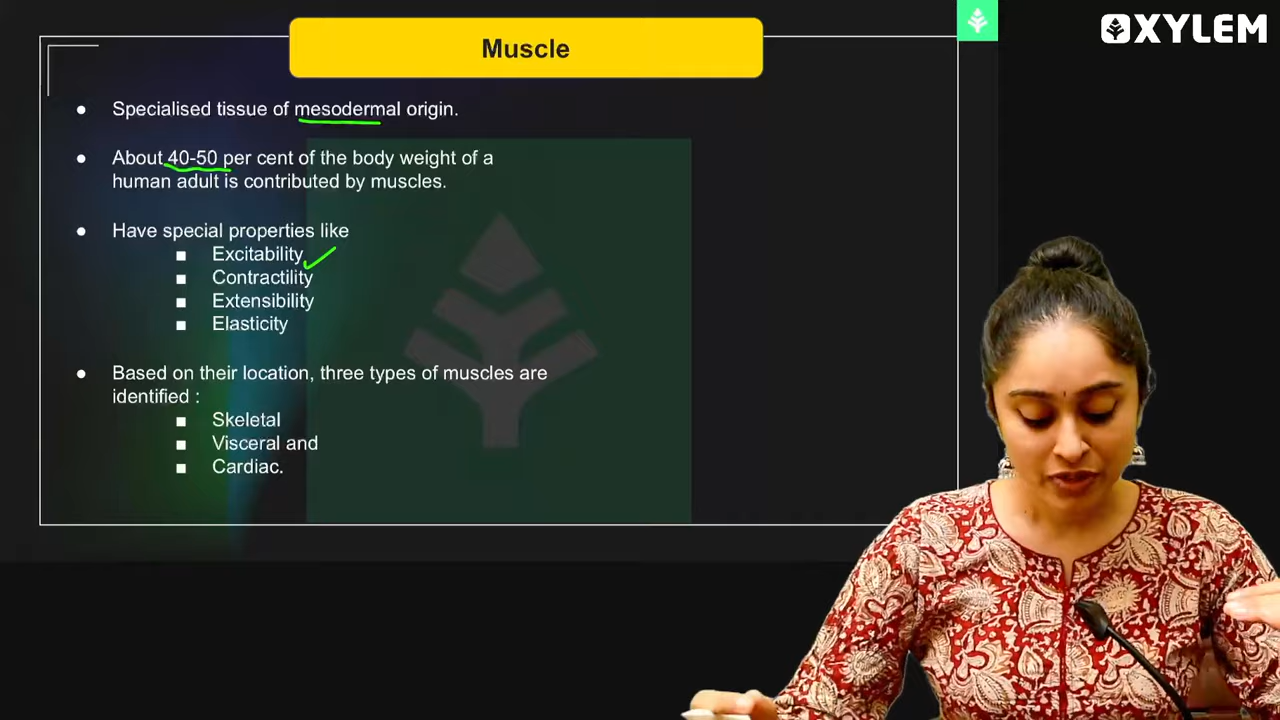 XYLEM
Muscle
● Specialised tissue of mesodermal origin.
● About 40-50 per cent of the body weight of a
human adult is contributed by muscles.
● Have special properties like
■ Excitability
■ Contractility
■ Extensibility
■ Elasticity
● Based on their location, three types of muscles are
identified :
■ Skeletal
■ Visceral and
■ Cardiac.